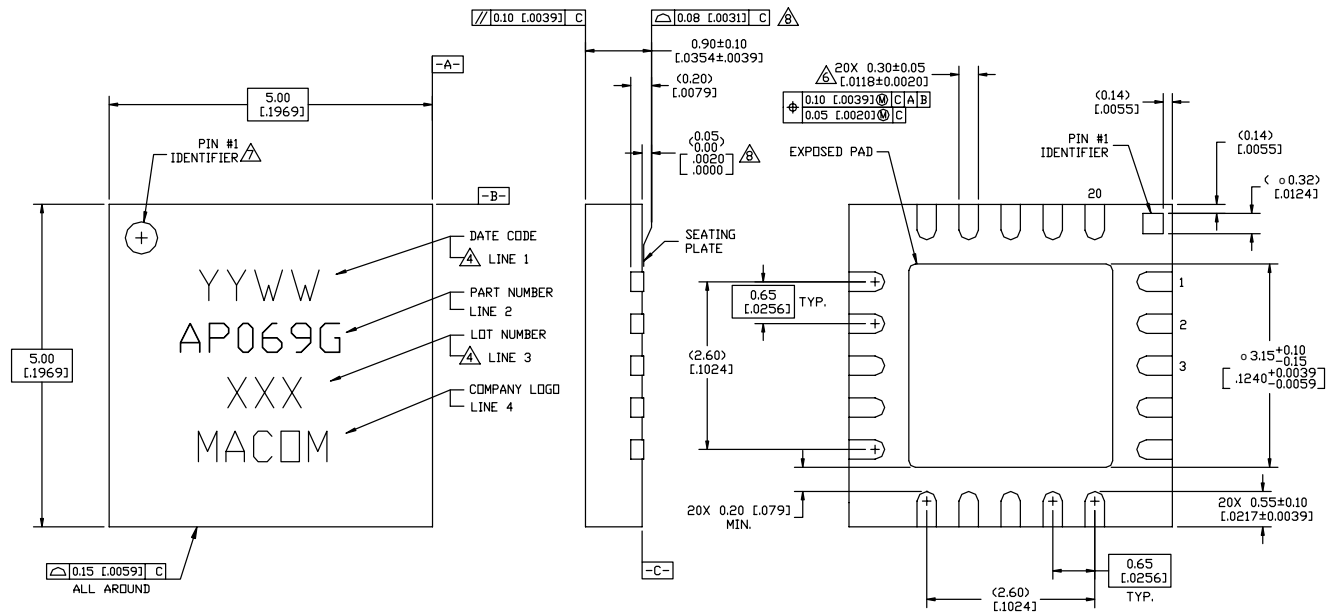 // 0.10 [.0039] C
⌓ 0.08 [.0031] C 8
0.90±0.10
[.0354±.0039]
-A-
5.00
[.1969]
PIN #1
IDENTIFIER 7
(0.20)
[.0079]
(0.05
0.00)
[.0020
.0000] 8
6 20X 0.30±0.05
[.0118±0.0020]
⌖ 0.10 [.0039] Ⓜ C A B
0.05 [.0020] Ⓜ C
EXPOSED PAD
(0.14)
[.0055]
PIN #1
IDENTIFIER
(0.14)
[.0055]
(□0.32)
[.0124]
20
-B-
DATE CODE
4 LINE 1
PART NUMBER
LINE 2
LOT NUMBER
4 LINE 3
COMPANY LOGO
LINE 4
YYWW
AP069G
XXX
MACOM
5.00
[.1969]
⌓ 0.15 [.0059] C
ALL AROUND
SEATING
PLATE
-C-
0.65
[.0256] TYP.
(2.60)
[.1024]
1
2
3
□3.15 +0.10 -0.15
[.1240 +0.0039 -0.0059]
20X 0.20 [.079]
MIN.
20X 0.55±0.10
[.0217±0.0039]
0.65
[.0256]
TYP.
(2.60)
[.1024]